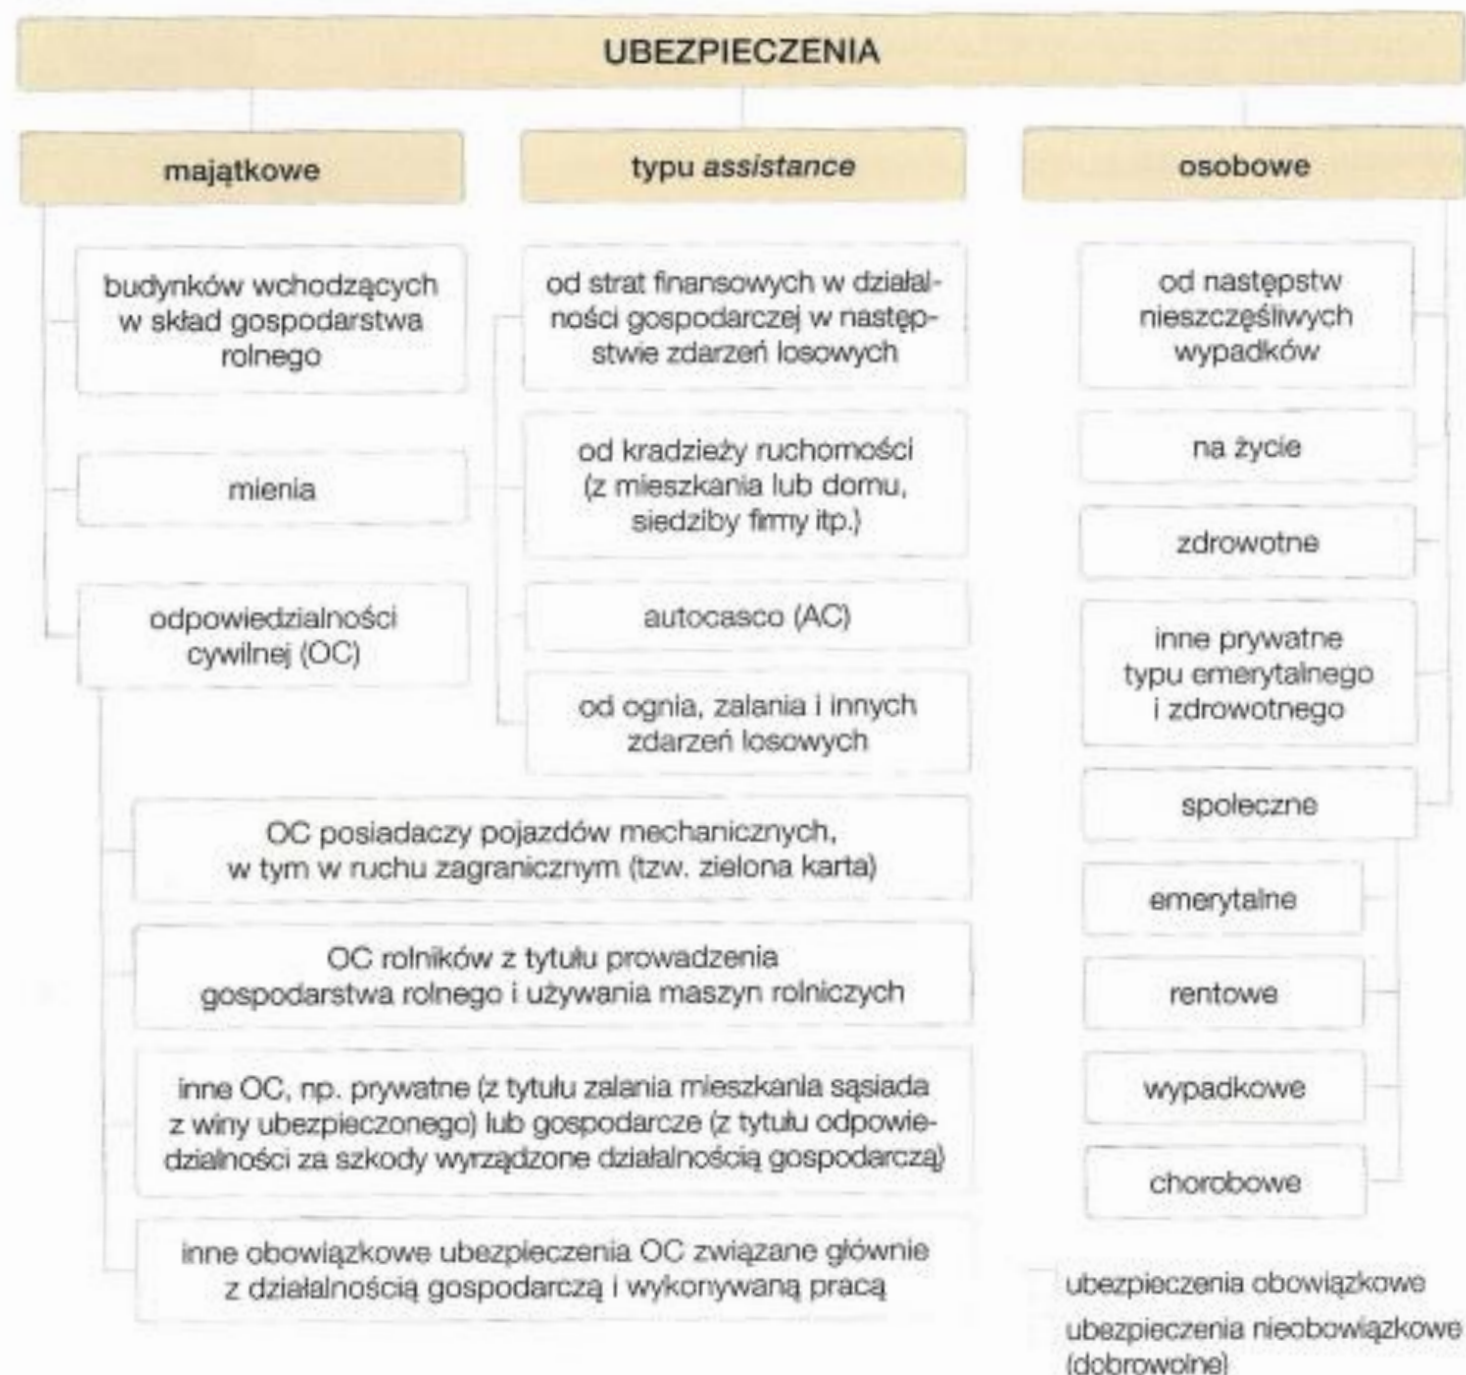 UBEZPIECZENIA
majątkowe
typu assistance
osobowe
budynków wchodzących
w skład gospodarstwa
rolnego
mienia
odpowiedzialności
cywilnej (OC)
od strat finansowych w działal-
ności gospodarczej w następ-
stwie zdarzeń losowych
od kradzieży ruchomości
(z mieszkania lub domu,
siedziby firmy itp.)
autocasco (AC)
od ognia, zalania i innych
zdarzeń losowych
OC posiadaczy pojazdów mechanicznych,
w tym w ruchu zagranicznym (tzw. zielona karta)
OC rolników z tytułu prowadzenia
gospodarstwa rolnego i używania maszyn rolniczych
inne OC, np. prywatne (z tytułu zalania mieszkania sąsiada
z winy ubezpieczonego) lub gospodarcze (z tytułu odpowie-
dzialności za szkody wyrządzone działalnością gospodarczą)
inne obowiązkowe ubezpieczenia OC związane głównie
z działalnością gospodarczą i wykonywaną pracą
od następstw
nieszczęśliwych
wypadków
na życie
zdrowotne
inne prywatne
typu emerytalnego
i zdrowotnego
społeczne
emerytalne
rentowe
wypadkowe
chorobowe
ubezpieczenia obowiązkowe
ubezpieczenia nieobowiązkowe
(dobrowolne)